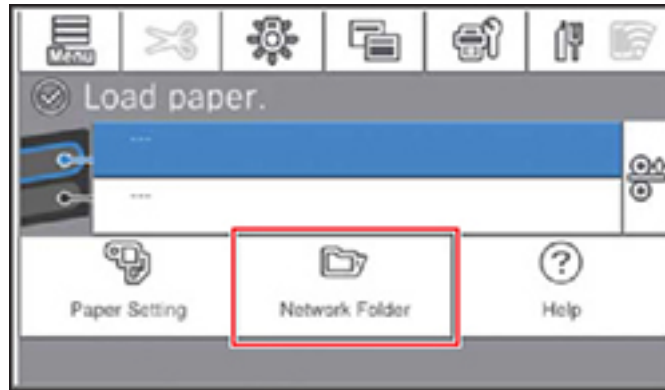 Menu
Load paper.
---
---
Paper Setting
Network Folder
Help